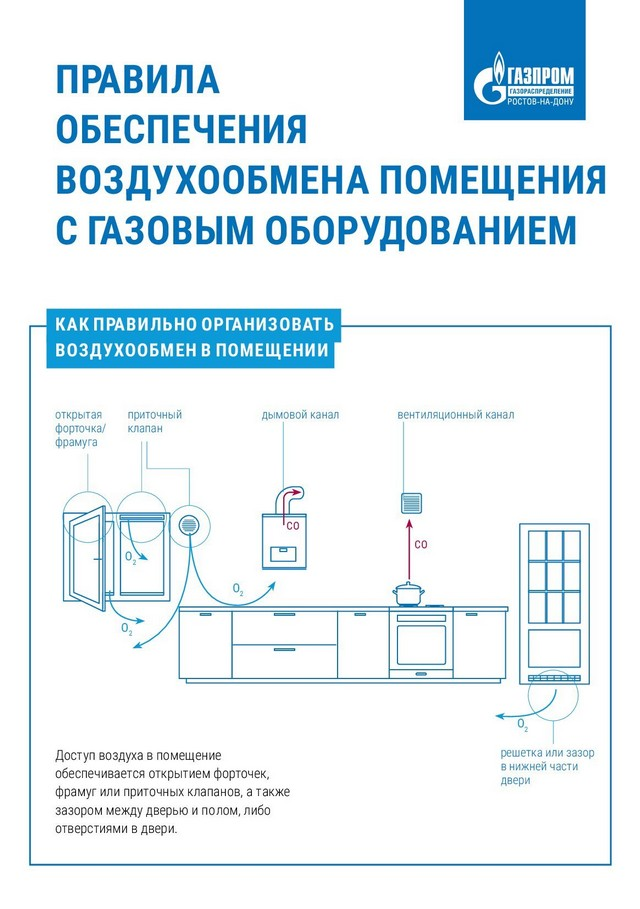 ГАЗПРОМ
ГАЗОРАСПРЕДЕЛЕНИЕ
РОСТОВ-НА-ДОНУ
ПРАВИЛА
ОБЕСПЕЧЕНИЯ
ВОЗДУХООБМЕНА ПОМЕЩЕНИЯ
С ГАЗОВЫМ ОБОРУДОВАНИЕМ
КАК ПРАВИЛЬНО ОРГАНИЗОВАТЬ
ВОЗДУХООБМЕН В ПОМЕЩЕНИИ
открытая
форточка/
фрамуга
приточный
клапан
дымовой канал
вентиляционный канал
CO
CO
O2
O2
O2
O2
решетка или зазор
в нижней части
двери
Доступ воздуха в помещение
обеспечивается открытием форточек,
фрамуг или приточных клапанов, а также
зазором между дверью и полом, либо
отверстиями в двери.